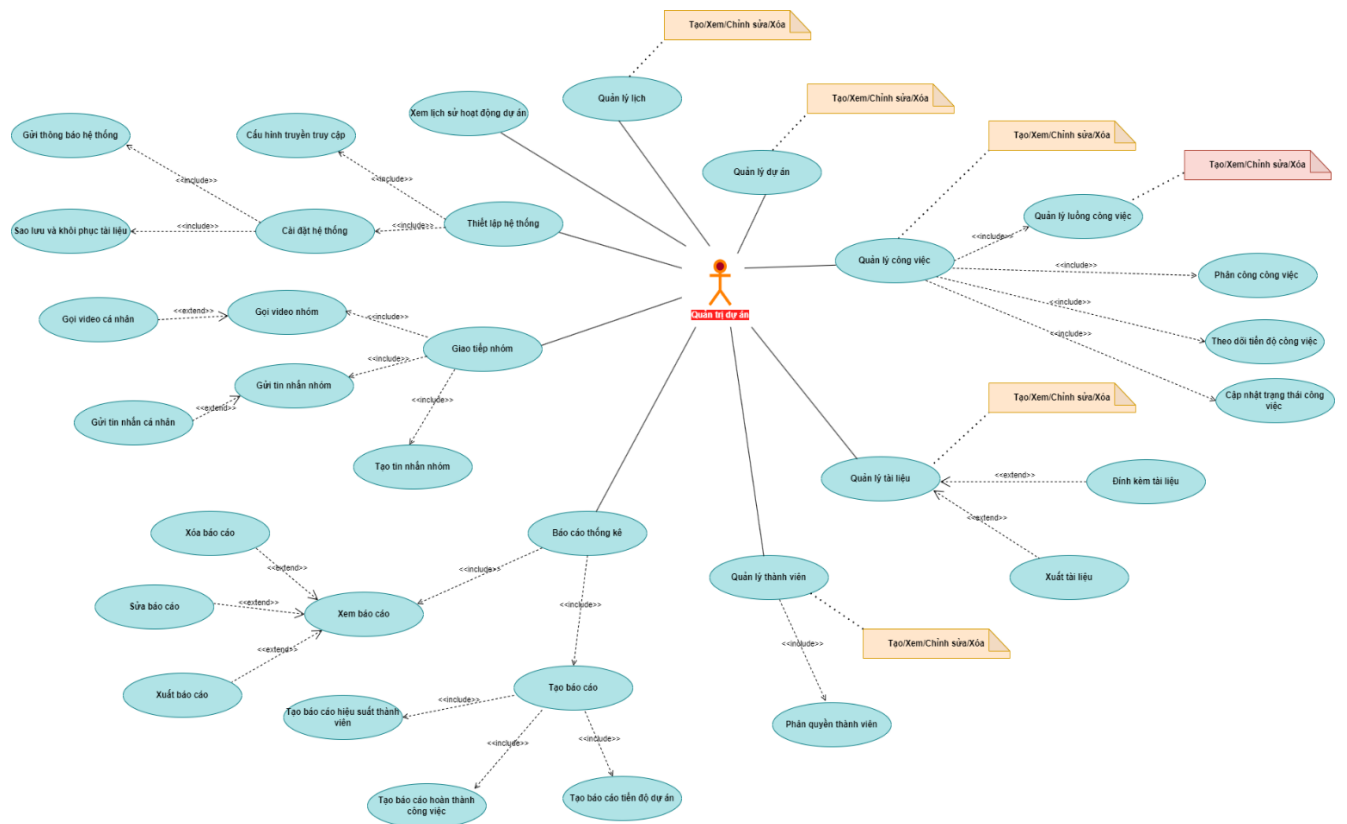 Tạo/Xem/Chỉnh sửa/Xóa
Quản lý lịch
Tạo/Xem/Chỉnh sửa/Xóa
Xem lịch sử hoạt động dự án
Gửi thông báo hệ thống
Cấu hình truyền truy cập
Tạo/Xem/Chỉnh sửa/Xóa
Tạo/Xem/Chỉnh sửa/Xóa
Quản lý dự án
<<include>>
<<include>>
Quản lý luồng công việc
Sao lưu và khôi phục tài liệu
<<include>>
Cài đặt hệ thống
<<include>>
Thiết lập hệ thống
<<include>>
Quản lý công việc
<<include>>
Phân công công việc
<<include>>
Gọi video cá nhân
<<extend>>
Gọi video nhóm
<<include>>
Quản trị dự án
<<include>>
Theo dõi tiến độ công việc
Giao tiếp nhóm
<<include>>
Gửi tin nhắn nhóm
Tạo/Xem/Chỉnh sửa/Xóa
Cập nhật trạng thái công
việc
<<extend>>
<<include>>
Gửi tin nhắn cá nhân
Tạo tin nhắn nhóm
Quản lý tài liệu
<<extend>>
Đính kèm tài liệu
<<extend>>
Xóa báo cáo
Báo cáo thống kê
<<extend>>
<<include>>
Quản lý thành viên
Xuất tài liệu
Sửa báo cáo
<<extend>>
Xem báo cáo
<<include>>
Tạo/Xem/Chỉnh sửa/Xóa
<<include>>
<<extend>>
Xuất báo cáo
Tạo báo cáo
<<include>>
Tạo báo cáo hiệu suất thành
viên
Phân quyền thành viên
<<include>>
<<include>>
Tạo báo cáo hoàn thành
công việc
Tạo báo cáo tiến độ dự án